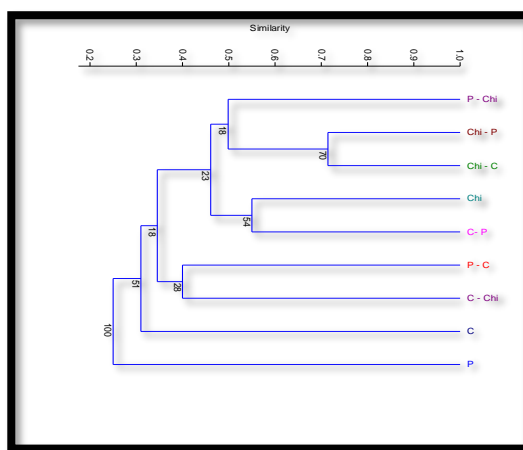 Similarity
0.2 0.3 0.4 0.5 0.6 0.7 0.8 0.9 1.0
P - Chi
18
Chi - P
70
Chi - C
23
Chi
54
C- P
18
P - C
28
C - Chi
51
C
100
P